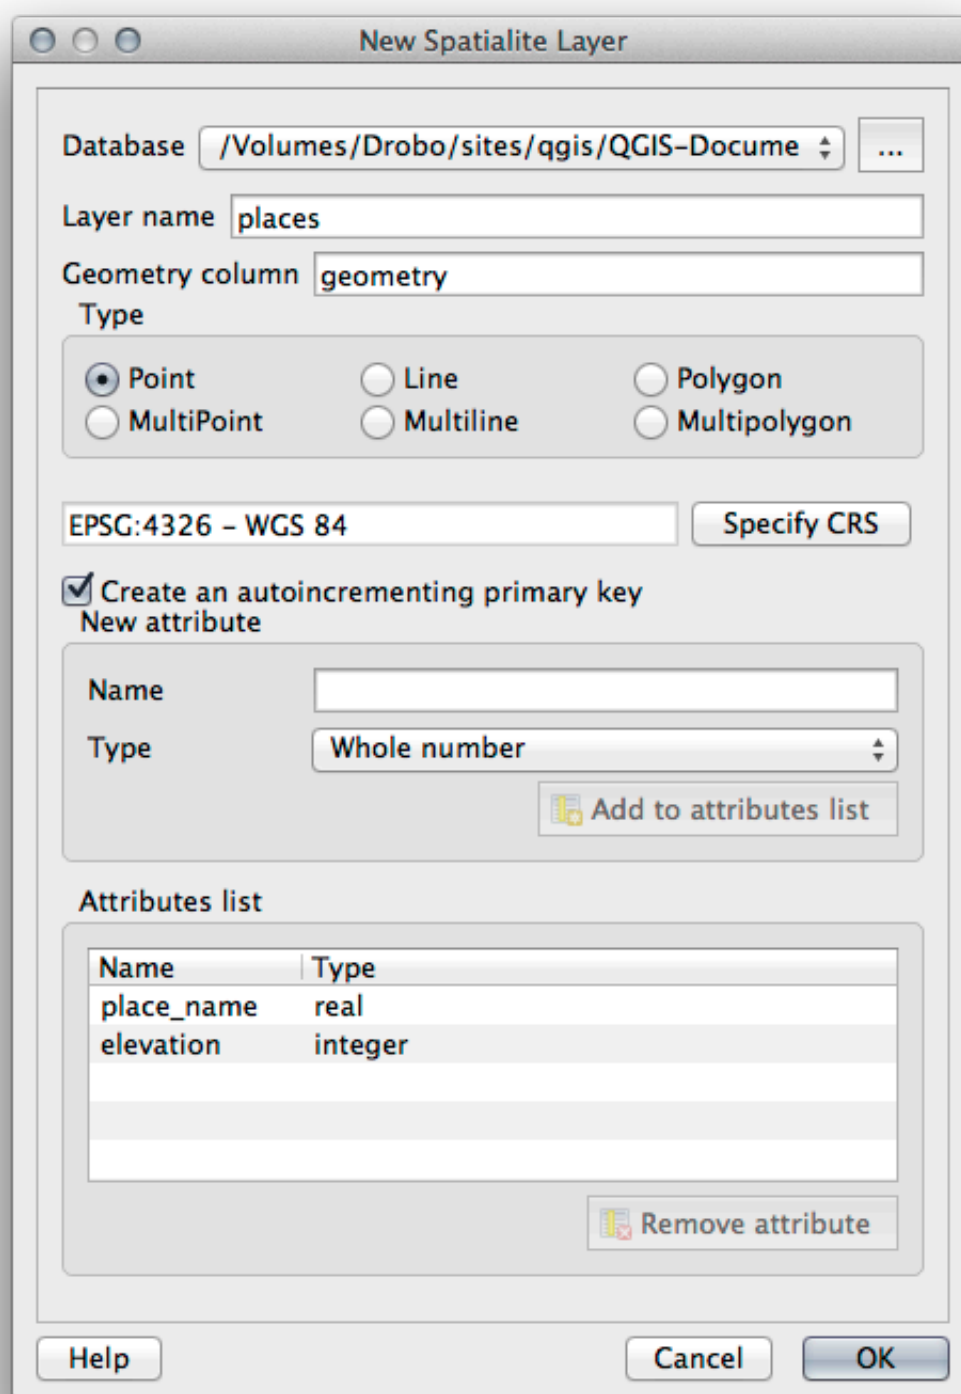 New Spatialite Layer
Database /Volumes/Drobo/sites/qgis/QGIS-Docume ...
Layer name places
Geometry column geometry
Type
Point Line Polygon
MultiPoint Multiline Multipolygon
EPSG:4326 - WGS 84 Specify CRS
Create an autoincrementing primary key
New attribute
Name
Type Whole number
Add to attributes list
Attributes list
Name Type
place_name real
elevation integer
Remove attribute
Help Cancel OK